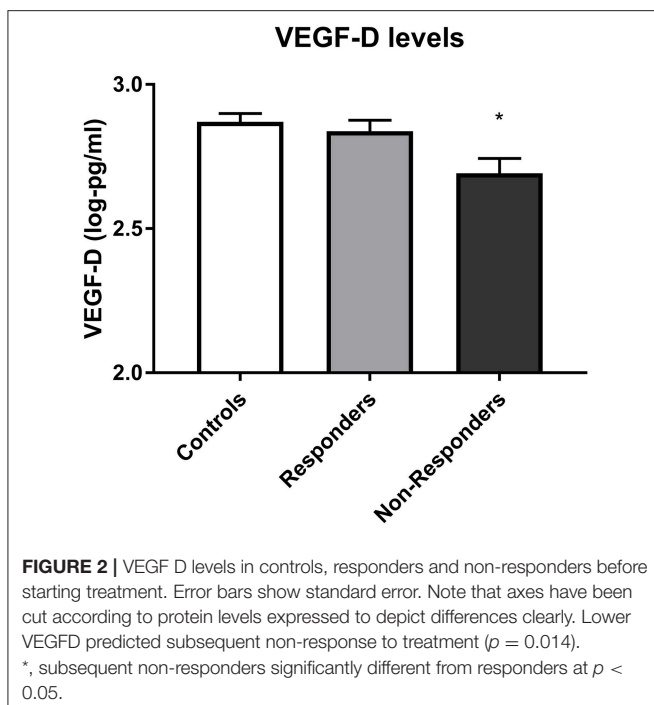 VEGF-D levels
3.0
2.5
2.0
VEGF-D (log-pg/ml)
*
Controls
Responders
Non-Responders
FIGURE 2 | VEGF D levels in controls, responders and non-responders before
starting treatment. Error bars show standard error. Note that axes have been
cut according to protein levels expressed to depict differences clearly. Lower
VEGFD predicted subsequent non-response to treatment (p = 0.014).
*, subsequent non-responders significantly different from responders at p <
0.05.